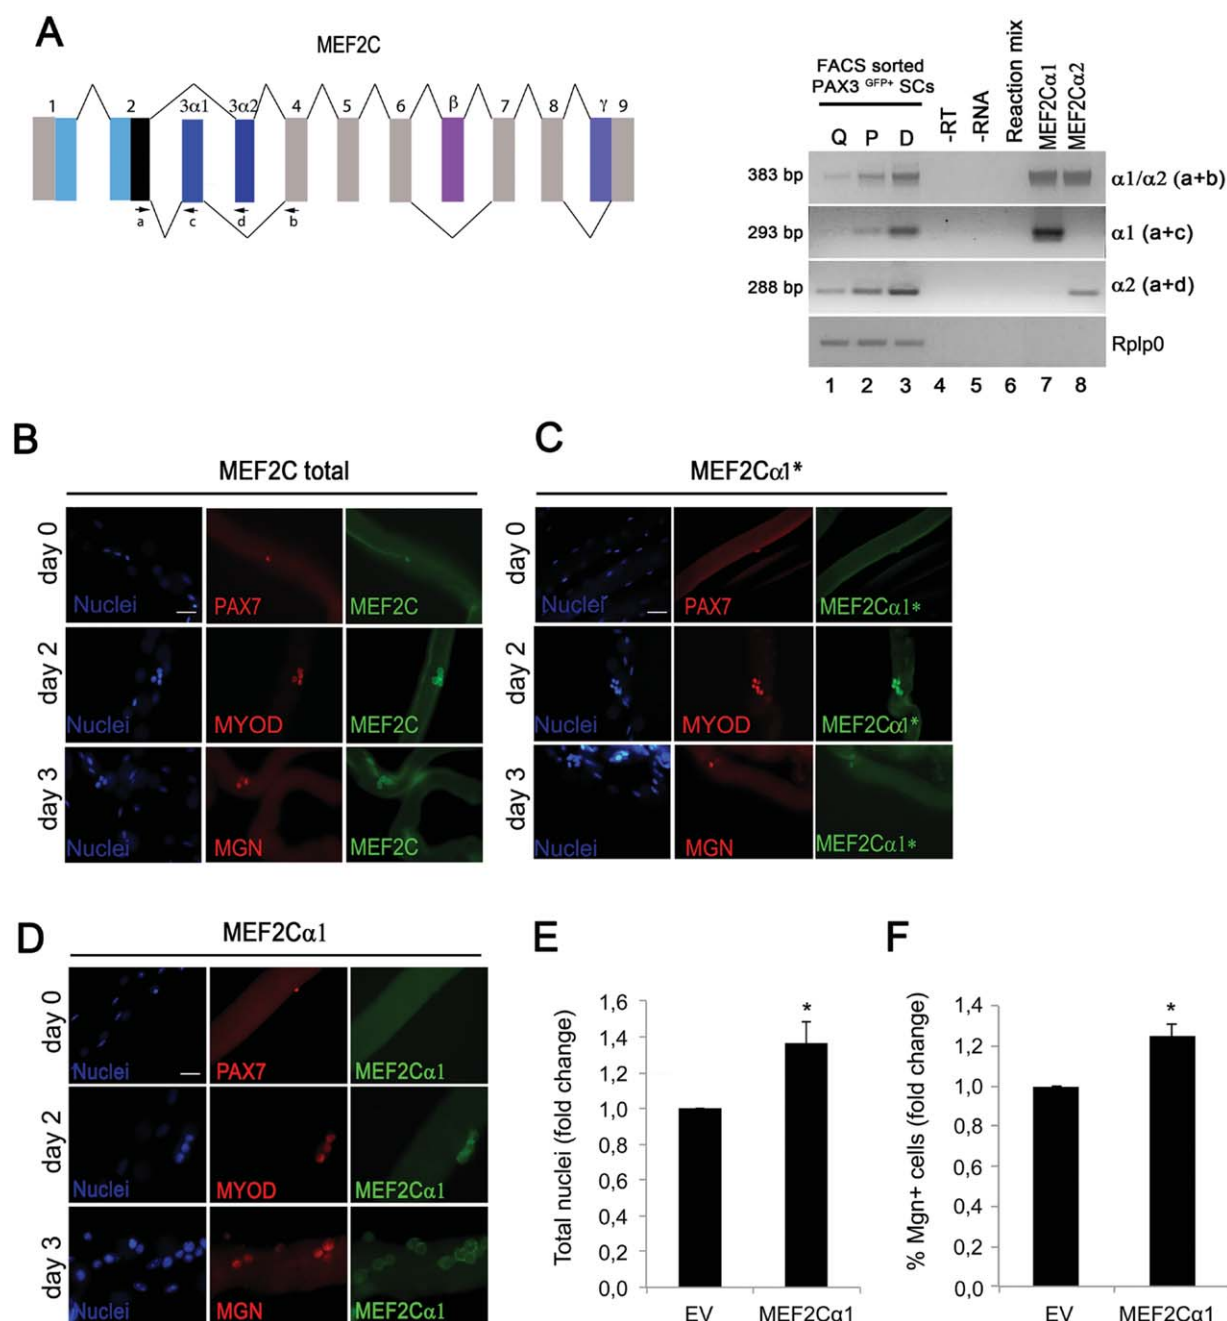 A
MEF2C
1 2 3α1 3α2 4 5 6 β 7 8 γ 9
a c d b
FACS sorted
PAX3 GFP+ SCs
Q P D -RT -RNA Reaction mix MEF2Cα1 MEF2Cα2
383 bp α1/α2 (a+b)
293 bp α1 (a+c)
288 bp α2 (a+d)
Rplp0
1 2 3 4 5 6 7 8
B
MEF2C total
day 0
Nuclei PAX7 MEF2C
day 2
Nuclei MYOD MEF2C
day 3
Nuclei MGN MEF2C
C
MEF2Cα1*
day 0
Nuclei PAX7 MEF2Cα1*
day 2
Nuclei MYOD MEF2Cα1*
day 3
Nuclei MGN MEF2Cα1*
D
MEF2Cα1
day 0
Nuclei PAX7 MEF2Cα1
day 2
Nuclei MYOD MEF2Cα1
day 3
Nuclei MGN MEF2Cα1
E
Total nuclei (fold change)
1,6
1,4
1,2
1,0
0,8
0,6
0,4
0,2
0,0
*
EV MEF2Cα1
F
% Mgn+ cells (fold change)
1,4
1,2
1,0
0,8
0,6
0,4
0,2
0,0
*
EV MEF2Cα1